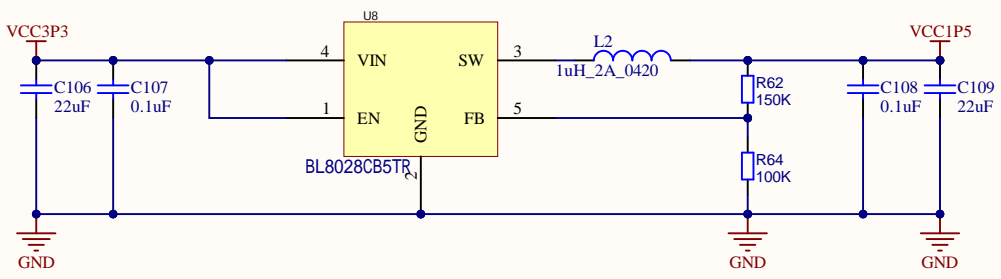 U8
VCC3P3
VCC1P5
4
VIN
SW
3
L2
1uH_2A_0420
C106
22uF
C107
0.1uF
R62
150K
C108
0.1uF
C109
22uF
1
EN
GND
FB
5
BL8028CB5TR
2
R64
100K
GND
GND
GND